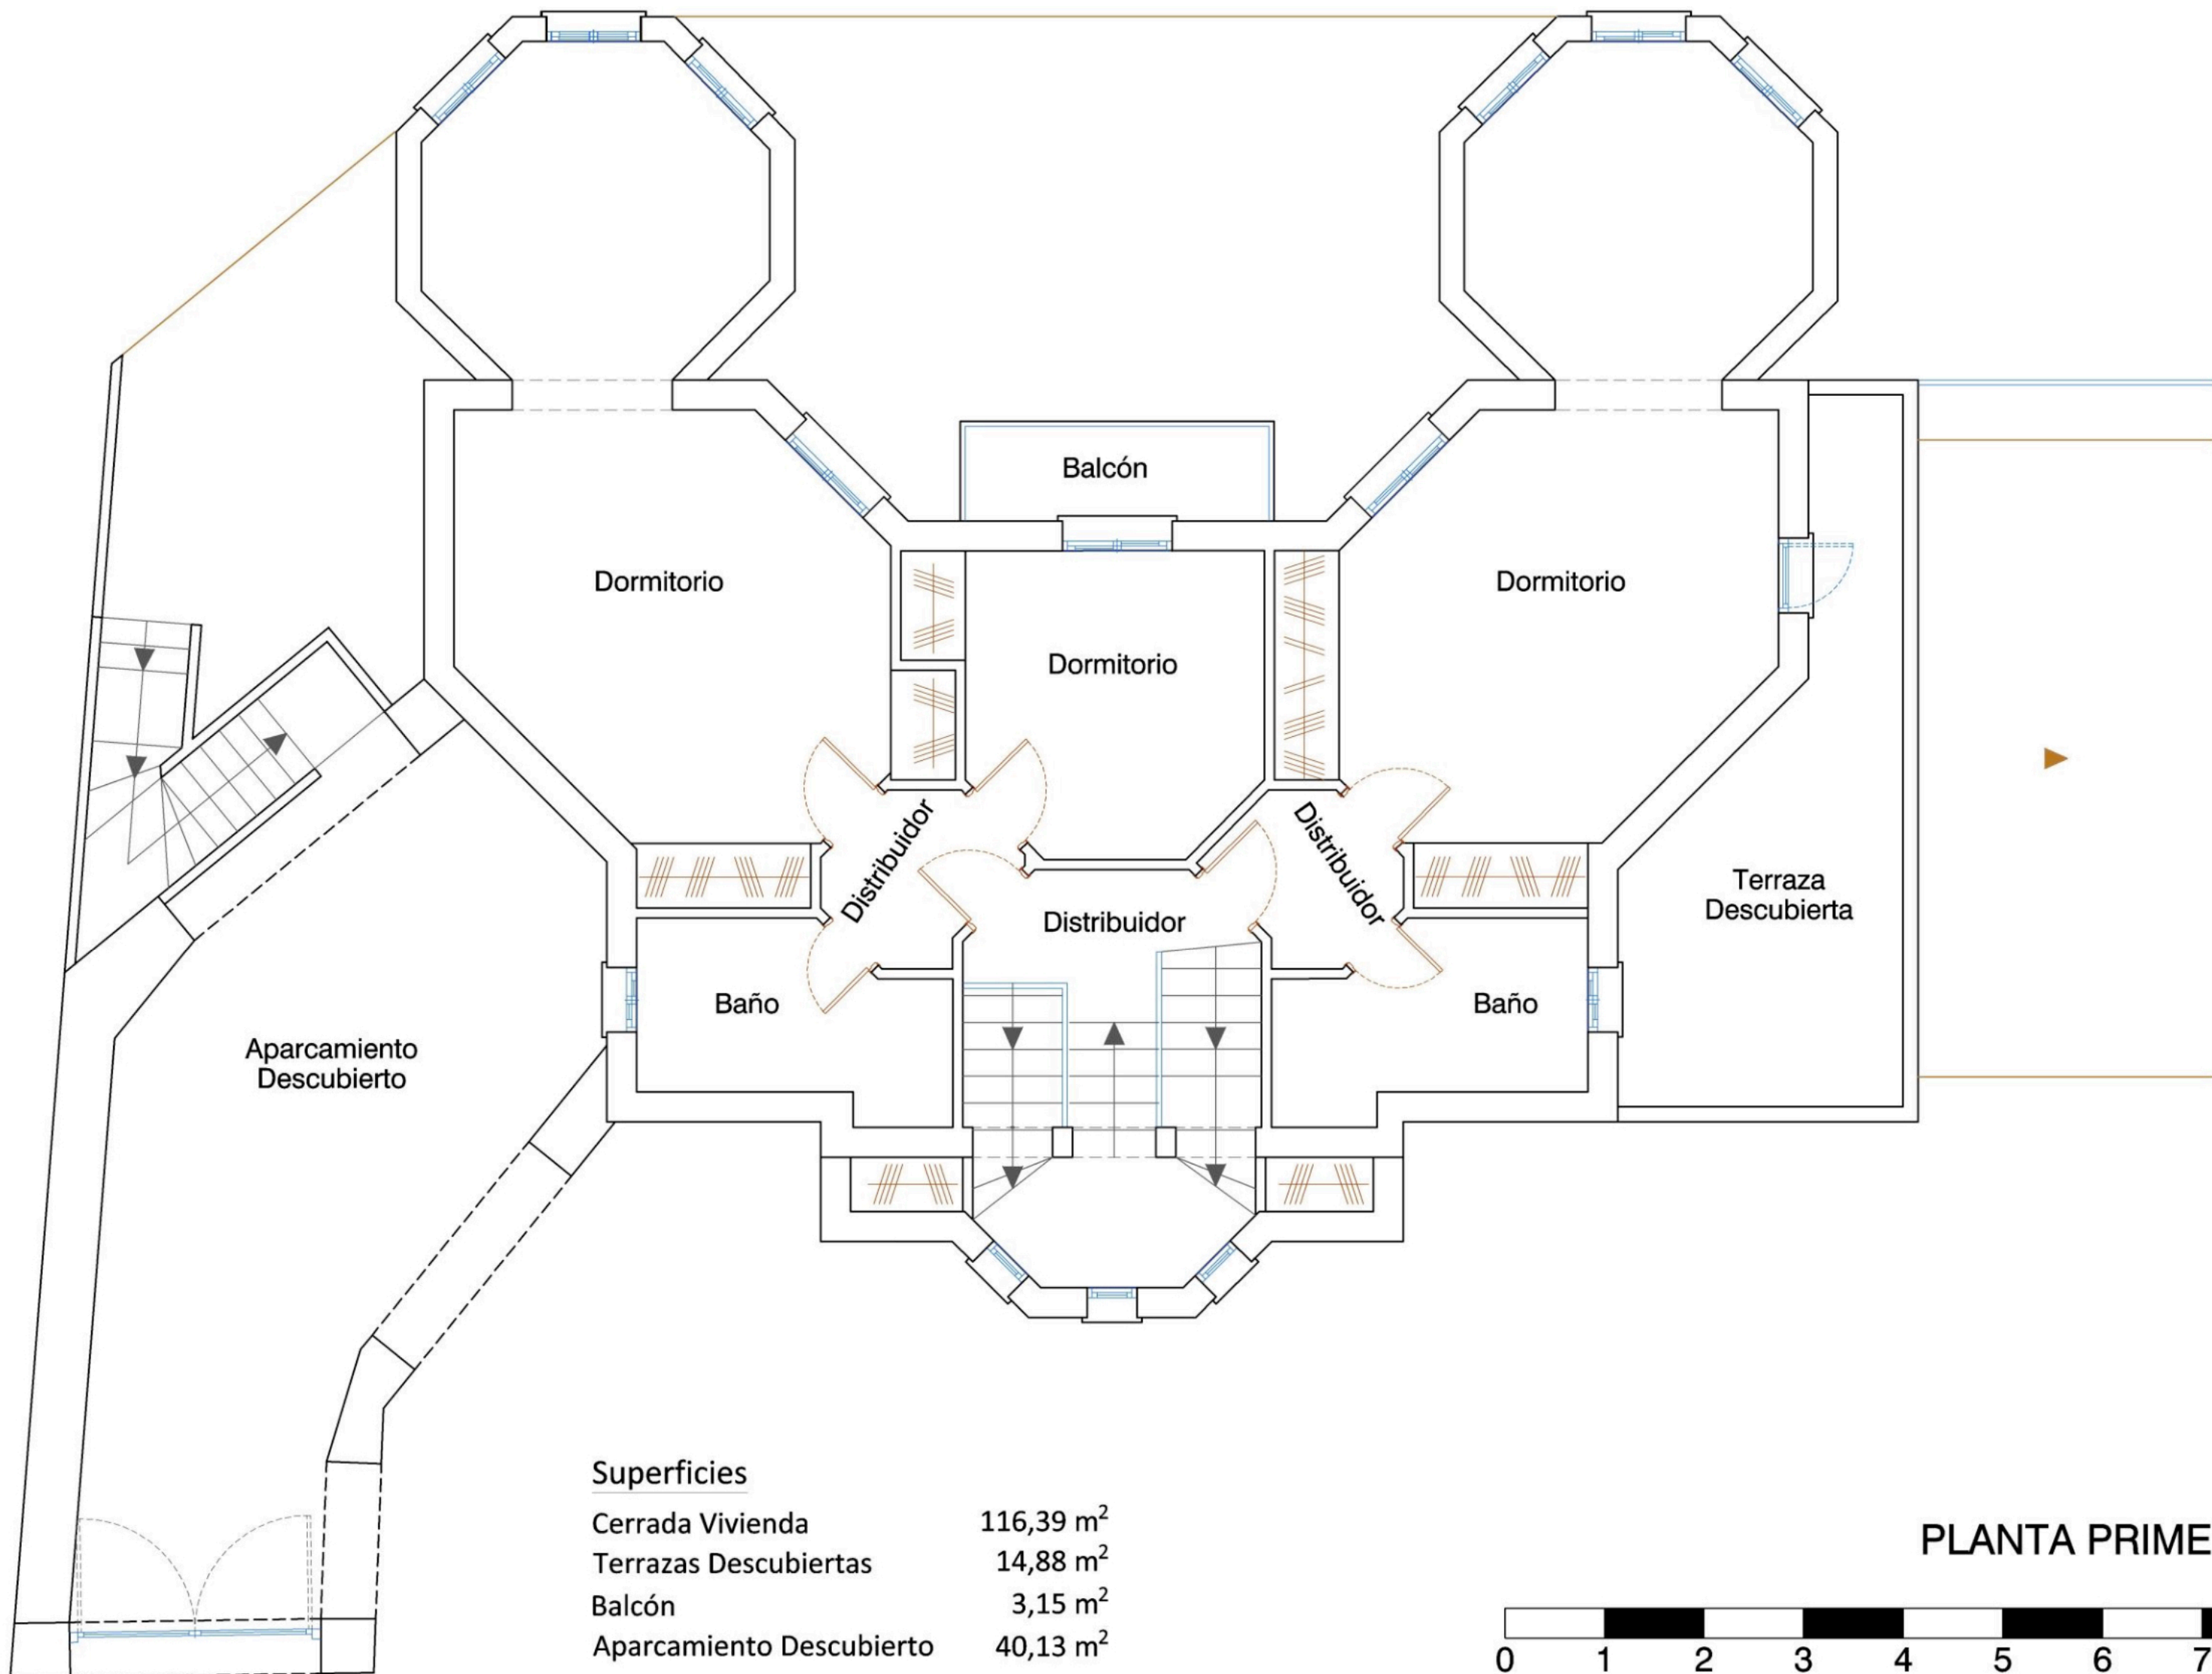 Balcón
Dormitorio
Dormitorio
Dormitorio
Distribuidor
Distribuidor
Distribuidor
Terraza
Descubierta
Baño
Baño
Aparcamiento
Descubierto
Superficies
Cerrada Vivienda 116,39 m²
Terrazas Descubiertas 14,88 m²
Balcón 3,15 m²
Aparcamiento Descubierto 40,13 m²
PLANTA PRIME
0 1 2 3 4 5 6 7